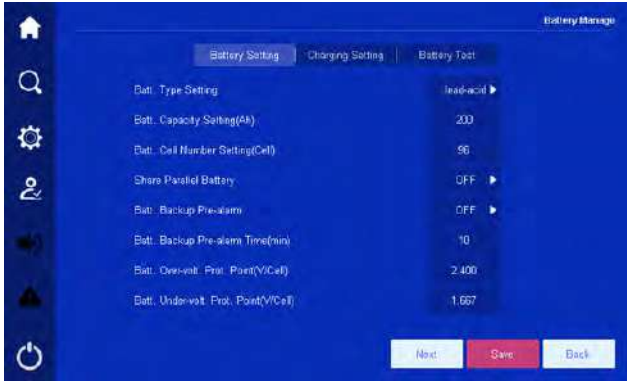 Battery Manage
Battery Setting Charging Setting Battery Test
Batt. Type Setting lead-acid
Batt. Capacity Setting(Ah) 200
Batt. Cell Number Setting(Cell) 96
Share Parallel Battery OFF
Batt. Backup Pre-alarm OFF
Batt. Backup Pre-alarm Time(min) 10
Batt. Over-volt. Prot. Point(V/Cell) 2.400
Batt. Under-volt. Prot. Point(V/Cell) 1.667
Next Save Back